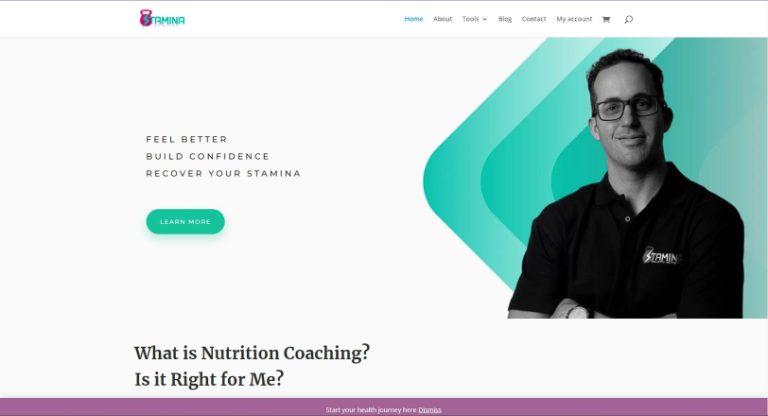 STAMINA
Home About Tools Blog Contact My account
FEEL BETTER
BUILD CONFIDENCE
RECOVER YOUR STAMINA
LEARN MORE
STAMINA
What is Nutrition Coaching?
Is it Right for Me?
Start your health journey here Dismiss